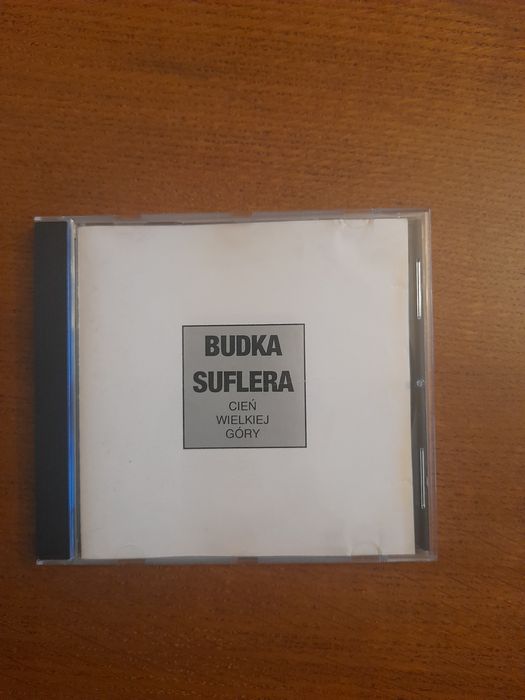 BUDKA
SUFLERA
CIEŃ
WIELKIEJ
GÓRY